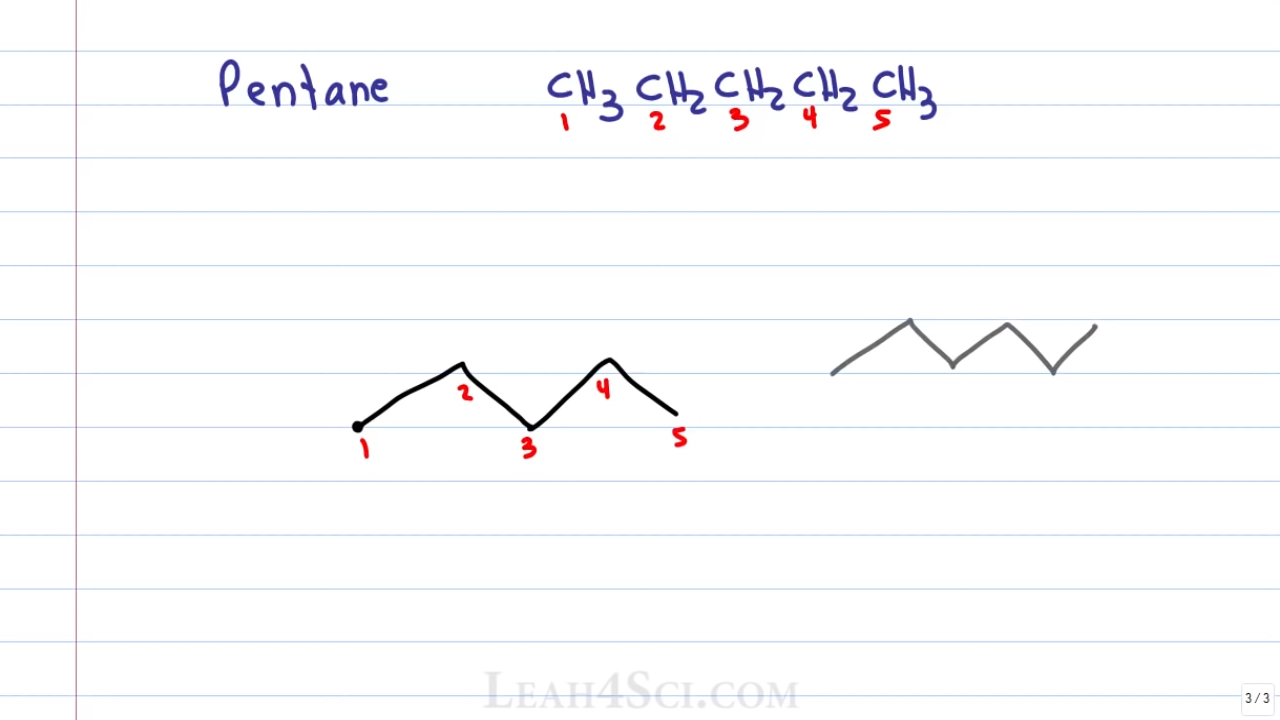 Pentane CH3 CH2 CH2 CH2 CH3
1 2 3 4 5
2 4
1 3 5
LEAH4SCI.COM
3/3